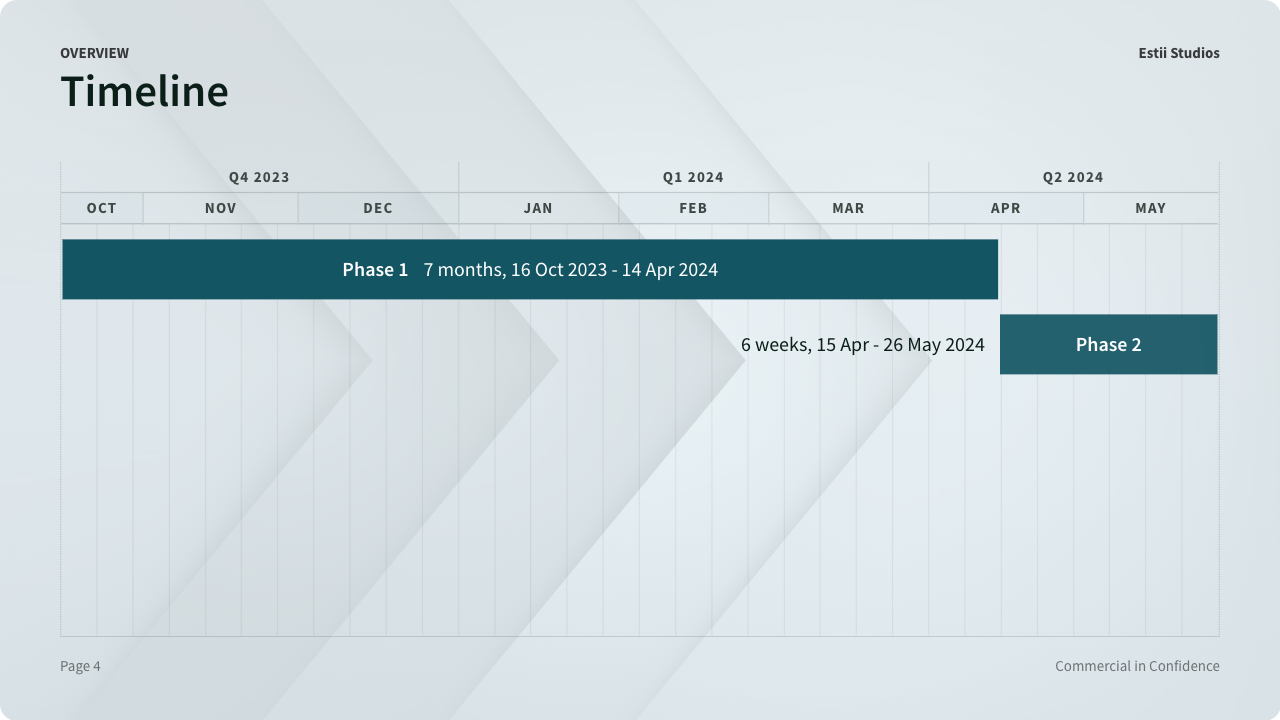 OVERVIEW
Estii Studios
Timeline
Q4 2023 Q1 2024 Q2 2024
OCT NOV DEC JAN FEB MAR APR MAY
Phase 1 7 months, 16 Oct 2023 - 14 Apr 2024
6 weeks, 15 Apr - 26 May 2024 Phase 2
Page 4
Commercial in Confidence